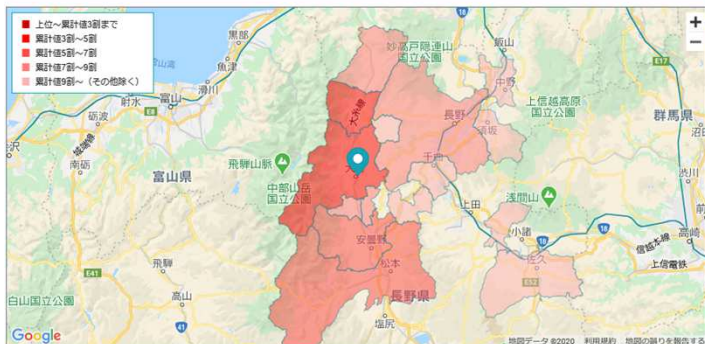 上位～累計値3割まで
累計値3割～5割
累計値5割～7割
累計値7割～9割
累計値9割～（その他除く）
+
−
黒部
魚津
滑川
富山
射水
E8
砺波
城端線
南砺
富山県
飛騨山脈
中部山岳
国立公園
妙高戸隠連山
国立公園
18
飯山
中野
E17
大糸線
長野
須坂
上信越高原
国立公園
群馬県
千曲
渋川
上田
浅間山
小諸
18
佐久
E52
高崎
信越本線
上信電鉄
安曇野
松本
長野県
塩尻
E41
飛騨
高山
白山国立公園
41
Google
地図データ ©2020
利用規約
地図の誤りを報告する